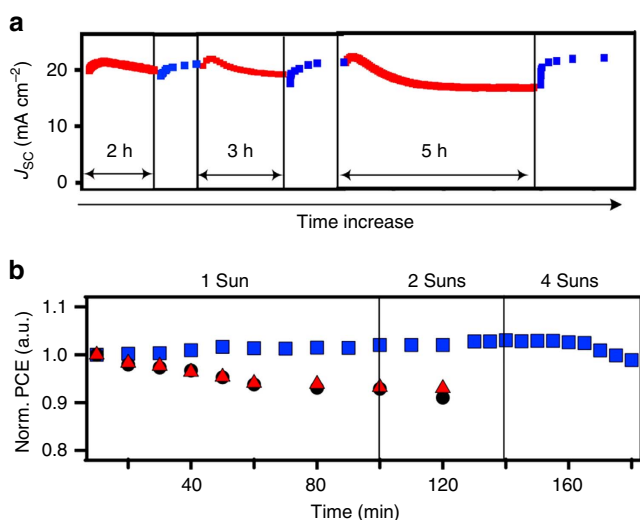 a
20
10
0
J_SC (mA cm⁻²)
2 h
3 h
5 h
Time increase
b
1 Sun
2 Suns
4 Suns
1.1
1.0
0.9
0.8
Norm. PCE (a.u.)
40
80
120
160
Time (min)